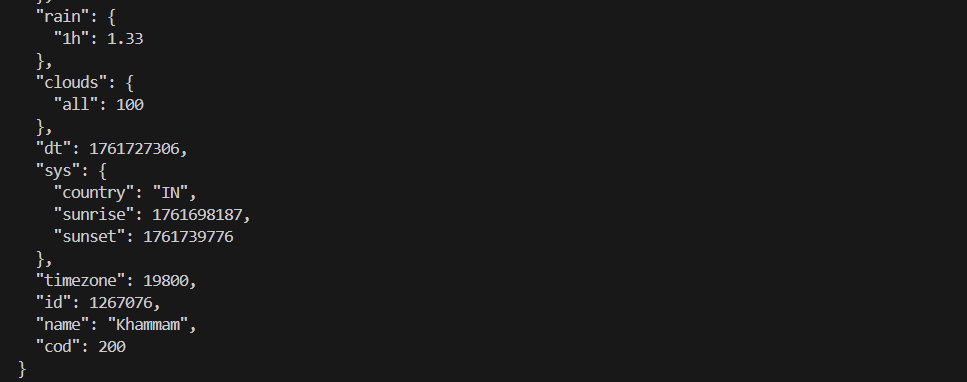 "rain": {
"1h": 1.33
},
"clouds": {
"all": 100
},
"dt": 1761727306,
"sys": {
"country": "IN",
"sunrise": 1761698187,
"sunset": 1761739776
},
"timezone": 19800,
"id": 1267076,
"name": "Khammam",
"cod": 200
}